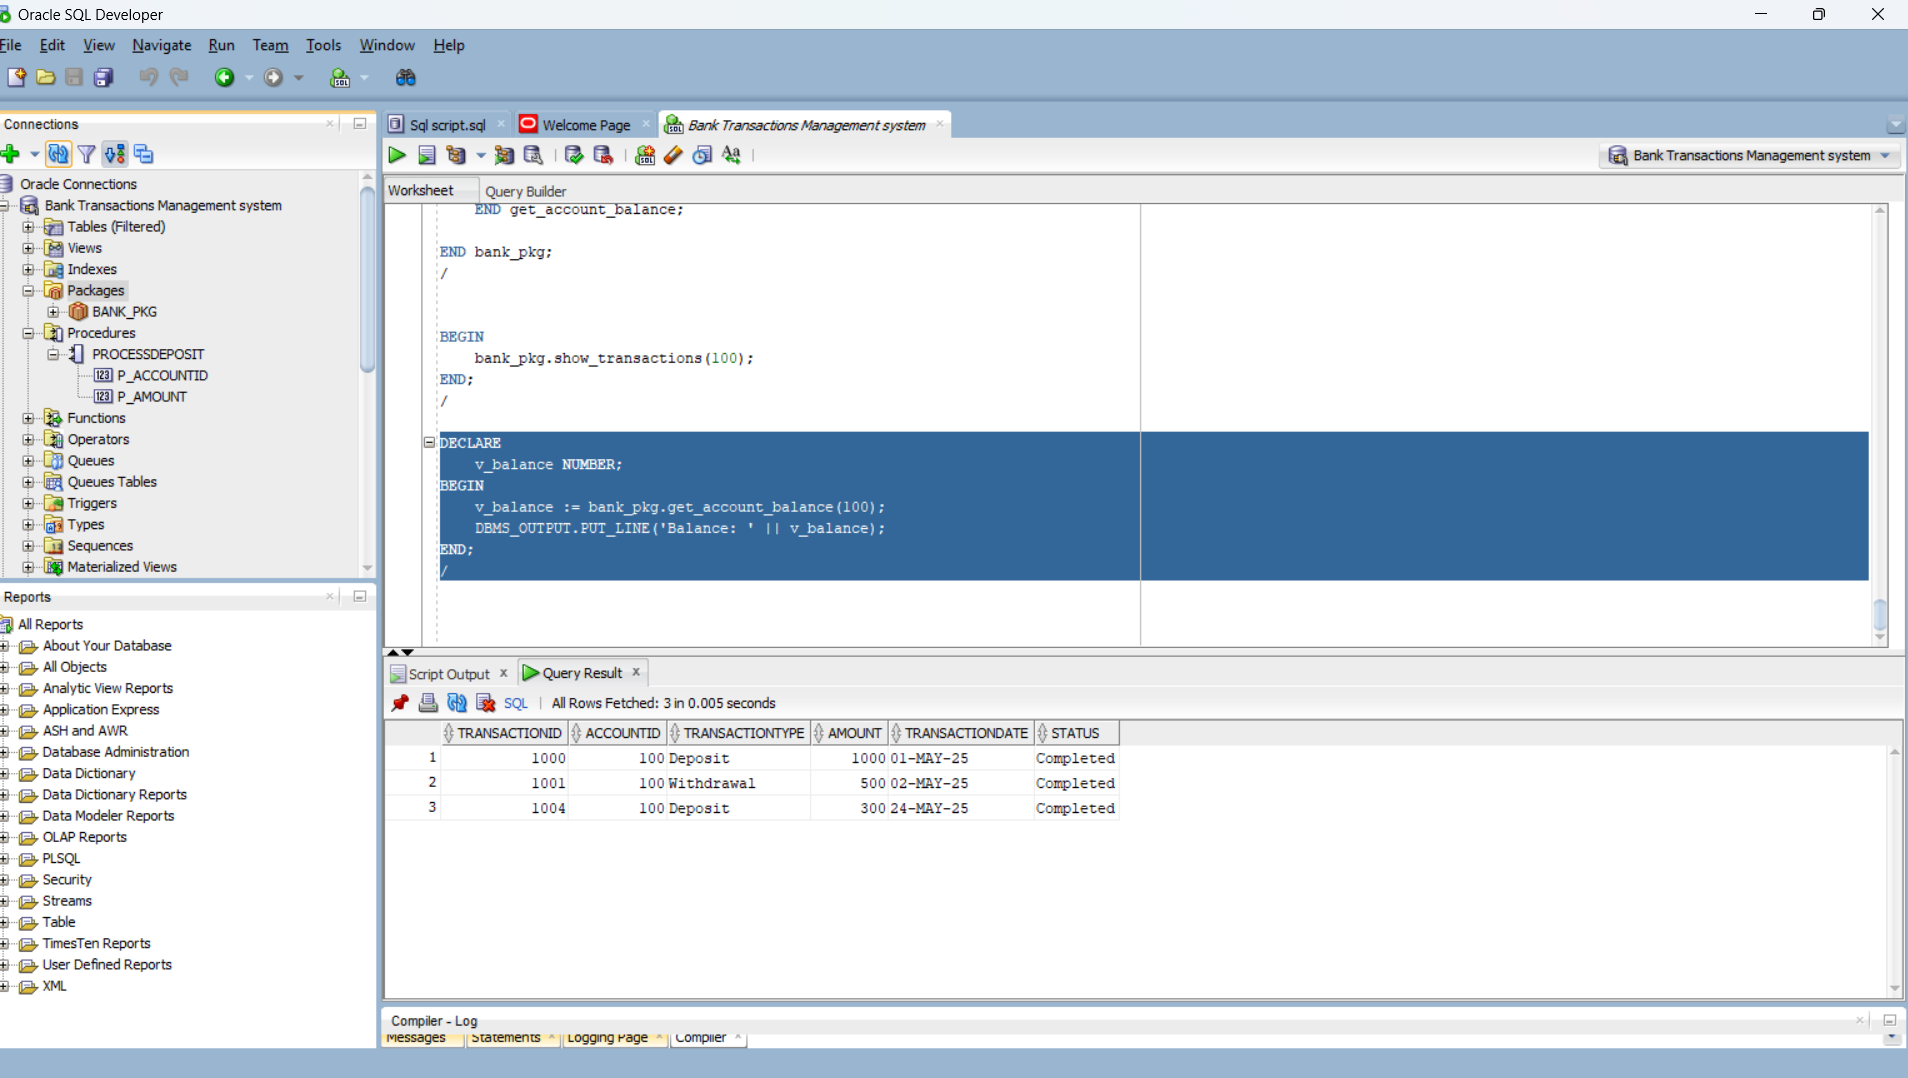 Oracle SQL Developer
File Edit View Navigate Run Team Tools Window Help
Connections
Oracle Connections
Bank Transactions Management system
Tables (Filtered)
Views
Indexes
Packages
BANK_PKG
Procedures
PROCESSDEPOSIT
P_ACCOUNTID
P_AMOUNT
Functions
Operators
Queues
Queues Tables
Triggers
Types
Sequences
Materialized Views
Reports
All Reports
About Your Database
All Objects
Analytic View Reports
Application Express
ASH and AWR
Database Administration
Data Dictionary
Data Dictionary Reports
Data Modeler Reports
OLAP Reports
PLSQL
Security
Streams
Table
TimesTen Reports
User Defined Reports
XML
Sql script.sql Welcome Page Bank Transactions Management system
Bank Transactions Management system
Worksheet Query Builder
END get_account_balance;
END bank_pkg;
/
BEGIN
bank_pkg.show_transactions(100);
END;
/
DECLARE
v_balance NUMBER;
BEGIN
v_balance := bank_pkg.get_account_balance(100);
DBMS_OUTPUT.PUT_LINE('Balance: ' || v_balance);
END;
/
Script Output x Query Result x
SQL | All Rows Fetched: 3 in 0.005 seconds
TRANSACTIONID ACCOUNTID TRANSACTIONTYPE AMOUNT TRANSACTIONDATE STATUS
1 1000 100 Deposit 1000 01-MAY-25 Completed
2 1001 100 Withdrawal 500 02-MAY-25 Completed
3 1004 100 Deposit 300 24-MAY-25 Completed
Compiler - Log
Messages Statements Logging Page Compiler